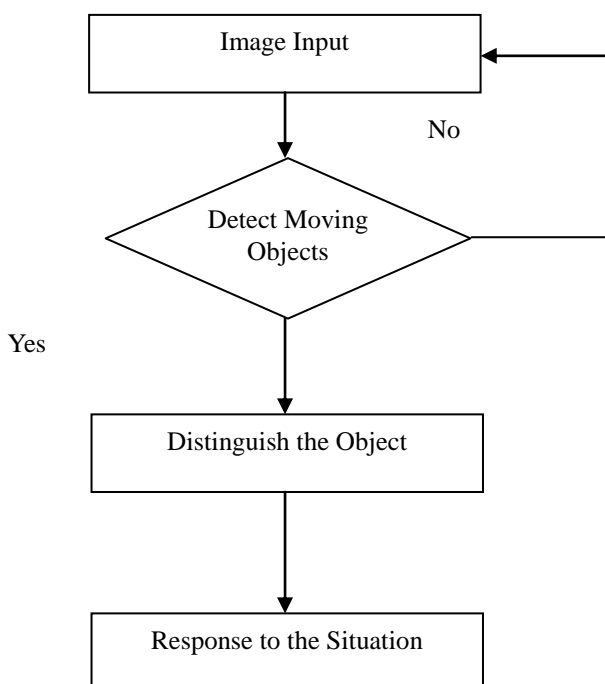 Image Input
No
Detect Moving
Objects
Yes
Distinguish the Object
Response to the Situation